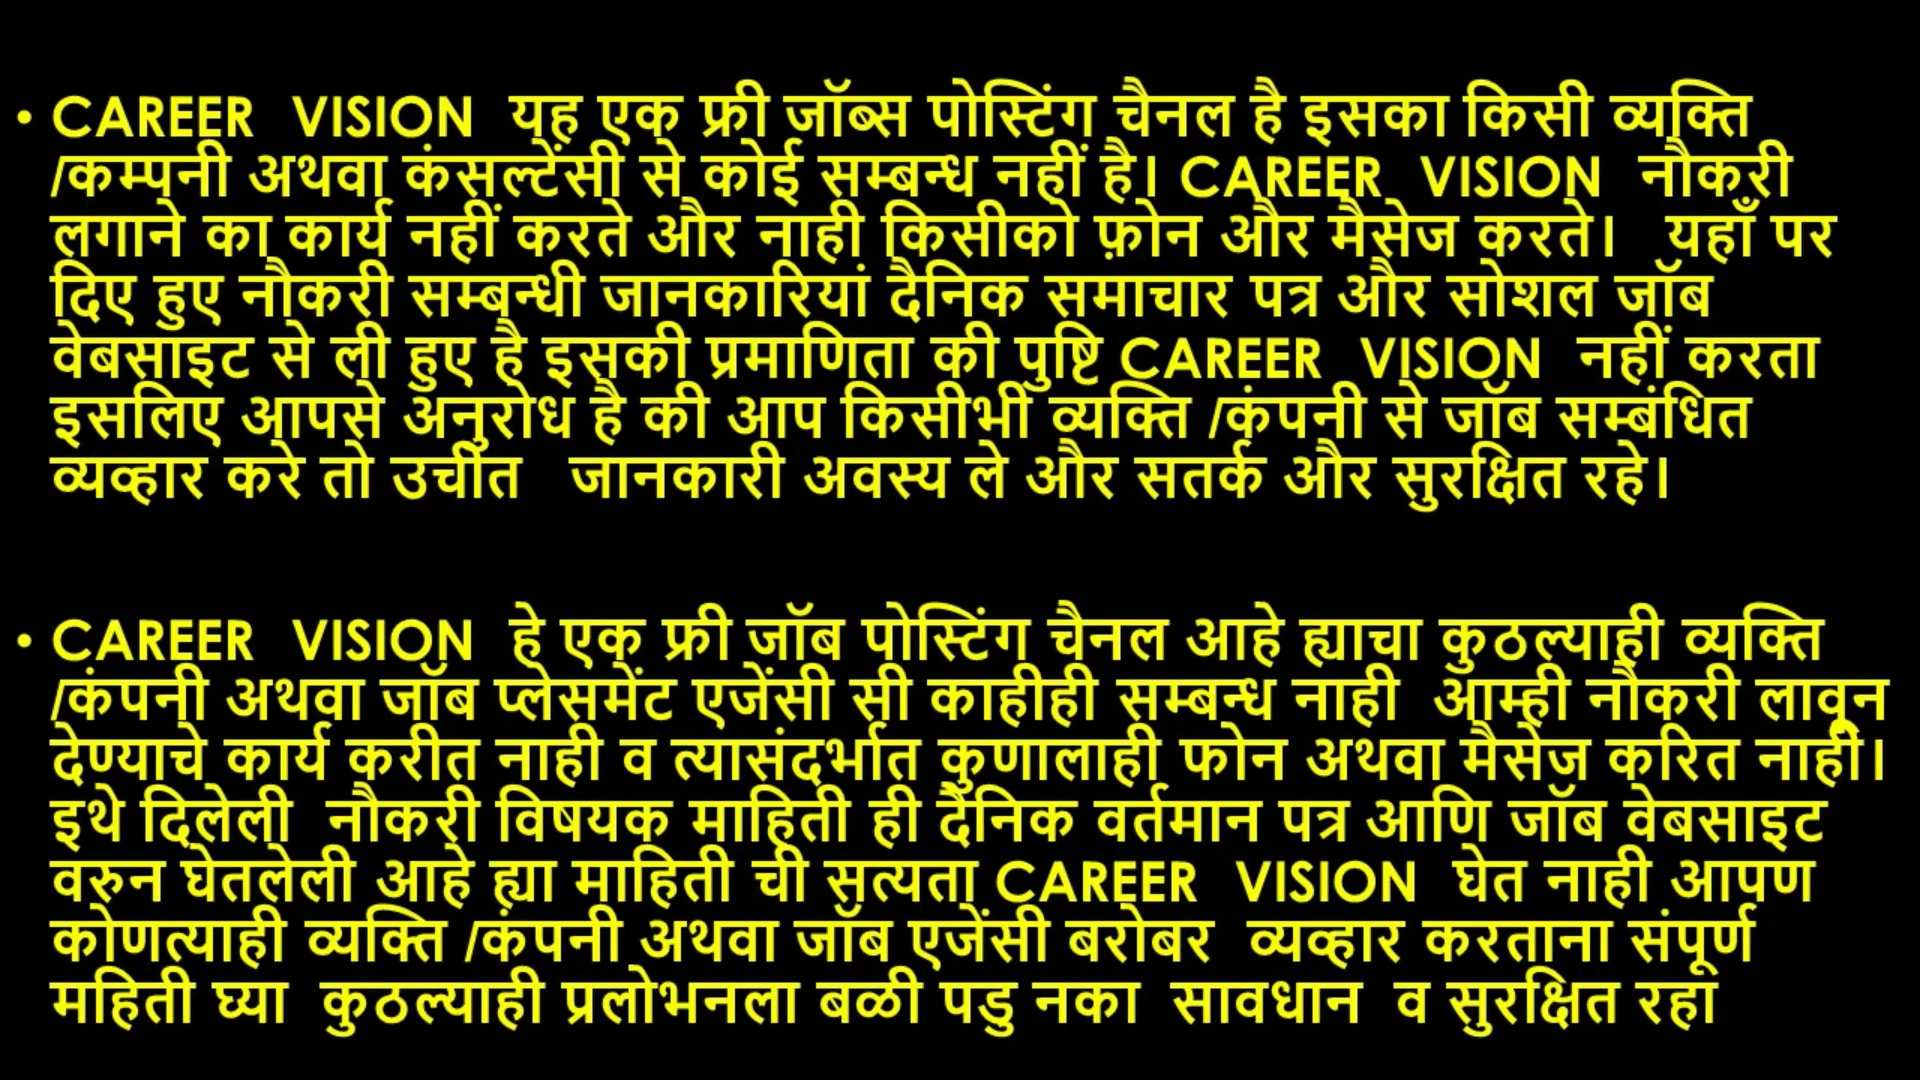 • CAREER VISION यह एक फ्री जॉब्स पोस्टिंग चैनल है इसका किसी व्यक्ति
/कम्पनी अथवा कंसल्टेंसी से कोई सम्बन्ध नहीं है। CAREER VISION नौकरी
लगाने का कार्य नहीं करते और नाही किसीको फ़ोन और मैसेज करते। यहाँ पर
दिए हुए नौकरी सम्बन्धी जानकारियां दैनिक समाचार पत्र और सोशल जॉब
वेबसाइट से ली हुए है इसकी प्रमाणिता की पुष्टि CAREER VISION नहीं करता
इसलिए आपसे अनुरोध है की आप किसीभी व्यक्ति /कंपनी से जॉब सम्बंधित
व्यव्हार करे तो उचीत जानकारी अवस्य ले और सतर्क और सुरक्षित रहे।
• CAREER VISION हे एक फ्री जॉब पोस्टिंग चैनल आहे ह्याचा कुठल्याही व्यक्ति
/कंपनी अथवा जॉब प्लेसमेंट एजेंसी सी काहीही सम्बन्ध नाही आम्ही नौकरी लावून
देण्याचे कार्य करीत नाही व त्यासंदर्भात कुणालाही फोन अथवा मैसेज करित नाही।
इथे दिलेली नौकरी विषयक माहिती ही दैनिक वर्तमान पत्र आणि जॉब वेबसाइट
वरुन घेतलेली आहे ह्या माहिती ची सत्यता CAREER VISION घेत नाही आपण
कोणत्याही व्यक्ति /कंपनी अथवा जॉब एजेंसी बरोबर व्यव्हार करताना संपूर्ण
महिती घ्या कुठल्याही प्रलोभनला बळी पडु नका सावधान व सुरक्षित रहा